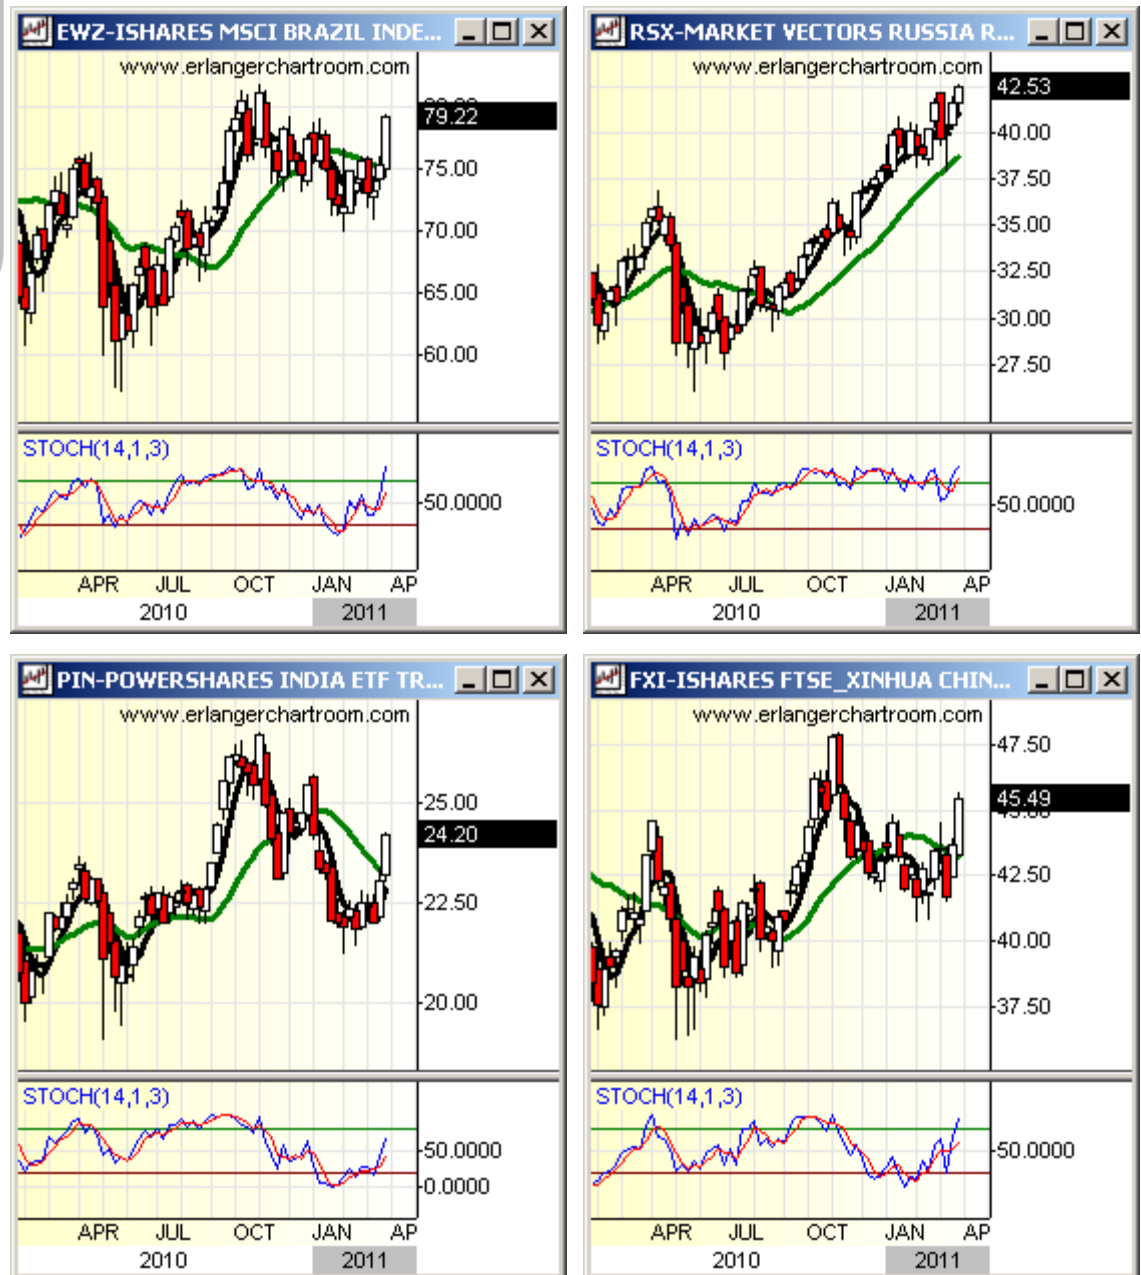 EWZ-ISHARES MSCI BRAZIL INDE...
www.erlangerchartroom.com
79.22
75.00
70.00
65.00
60.00
STOCH(14,1,3)
50.0000
APR JUL OCT JAN AP
2010 2011
RSX-MARKET VECTORS RUSSIA R...
www.erlangerchartroom.com
42.53
40.00
37.50
35.00
32.50
30.00
27.50
STOCH(14,1,3)
50.0000
APR JUL OCT JAN AP
2010 2011
PIN-POWERSHARES INDIA ETF TR...
www.erlangerchartroom.com
25.00
24.20
22.50
20.00
STOCH(14,1,3)
50.0000
0.0000
APR JUL OCT JAN AP
2010 2011
FXI-ISHARES FTSE_XINHUA CHIN...
www.erlangerchartroom.com
47.50
45.49
42.50
40.00
37.50
STOCH(14,1,3)
50.0000
APR JUL OCT JAN AP
2010 2011